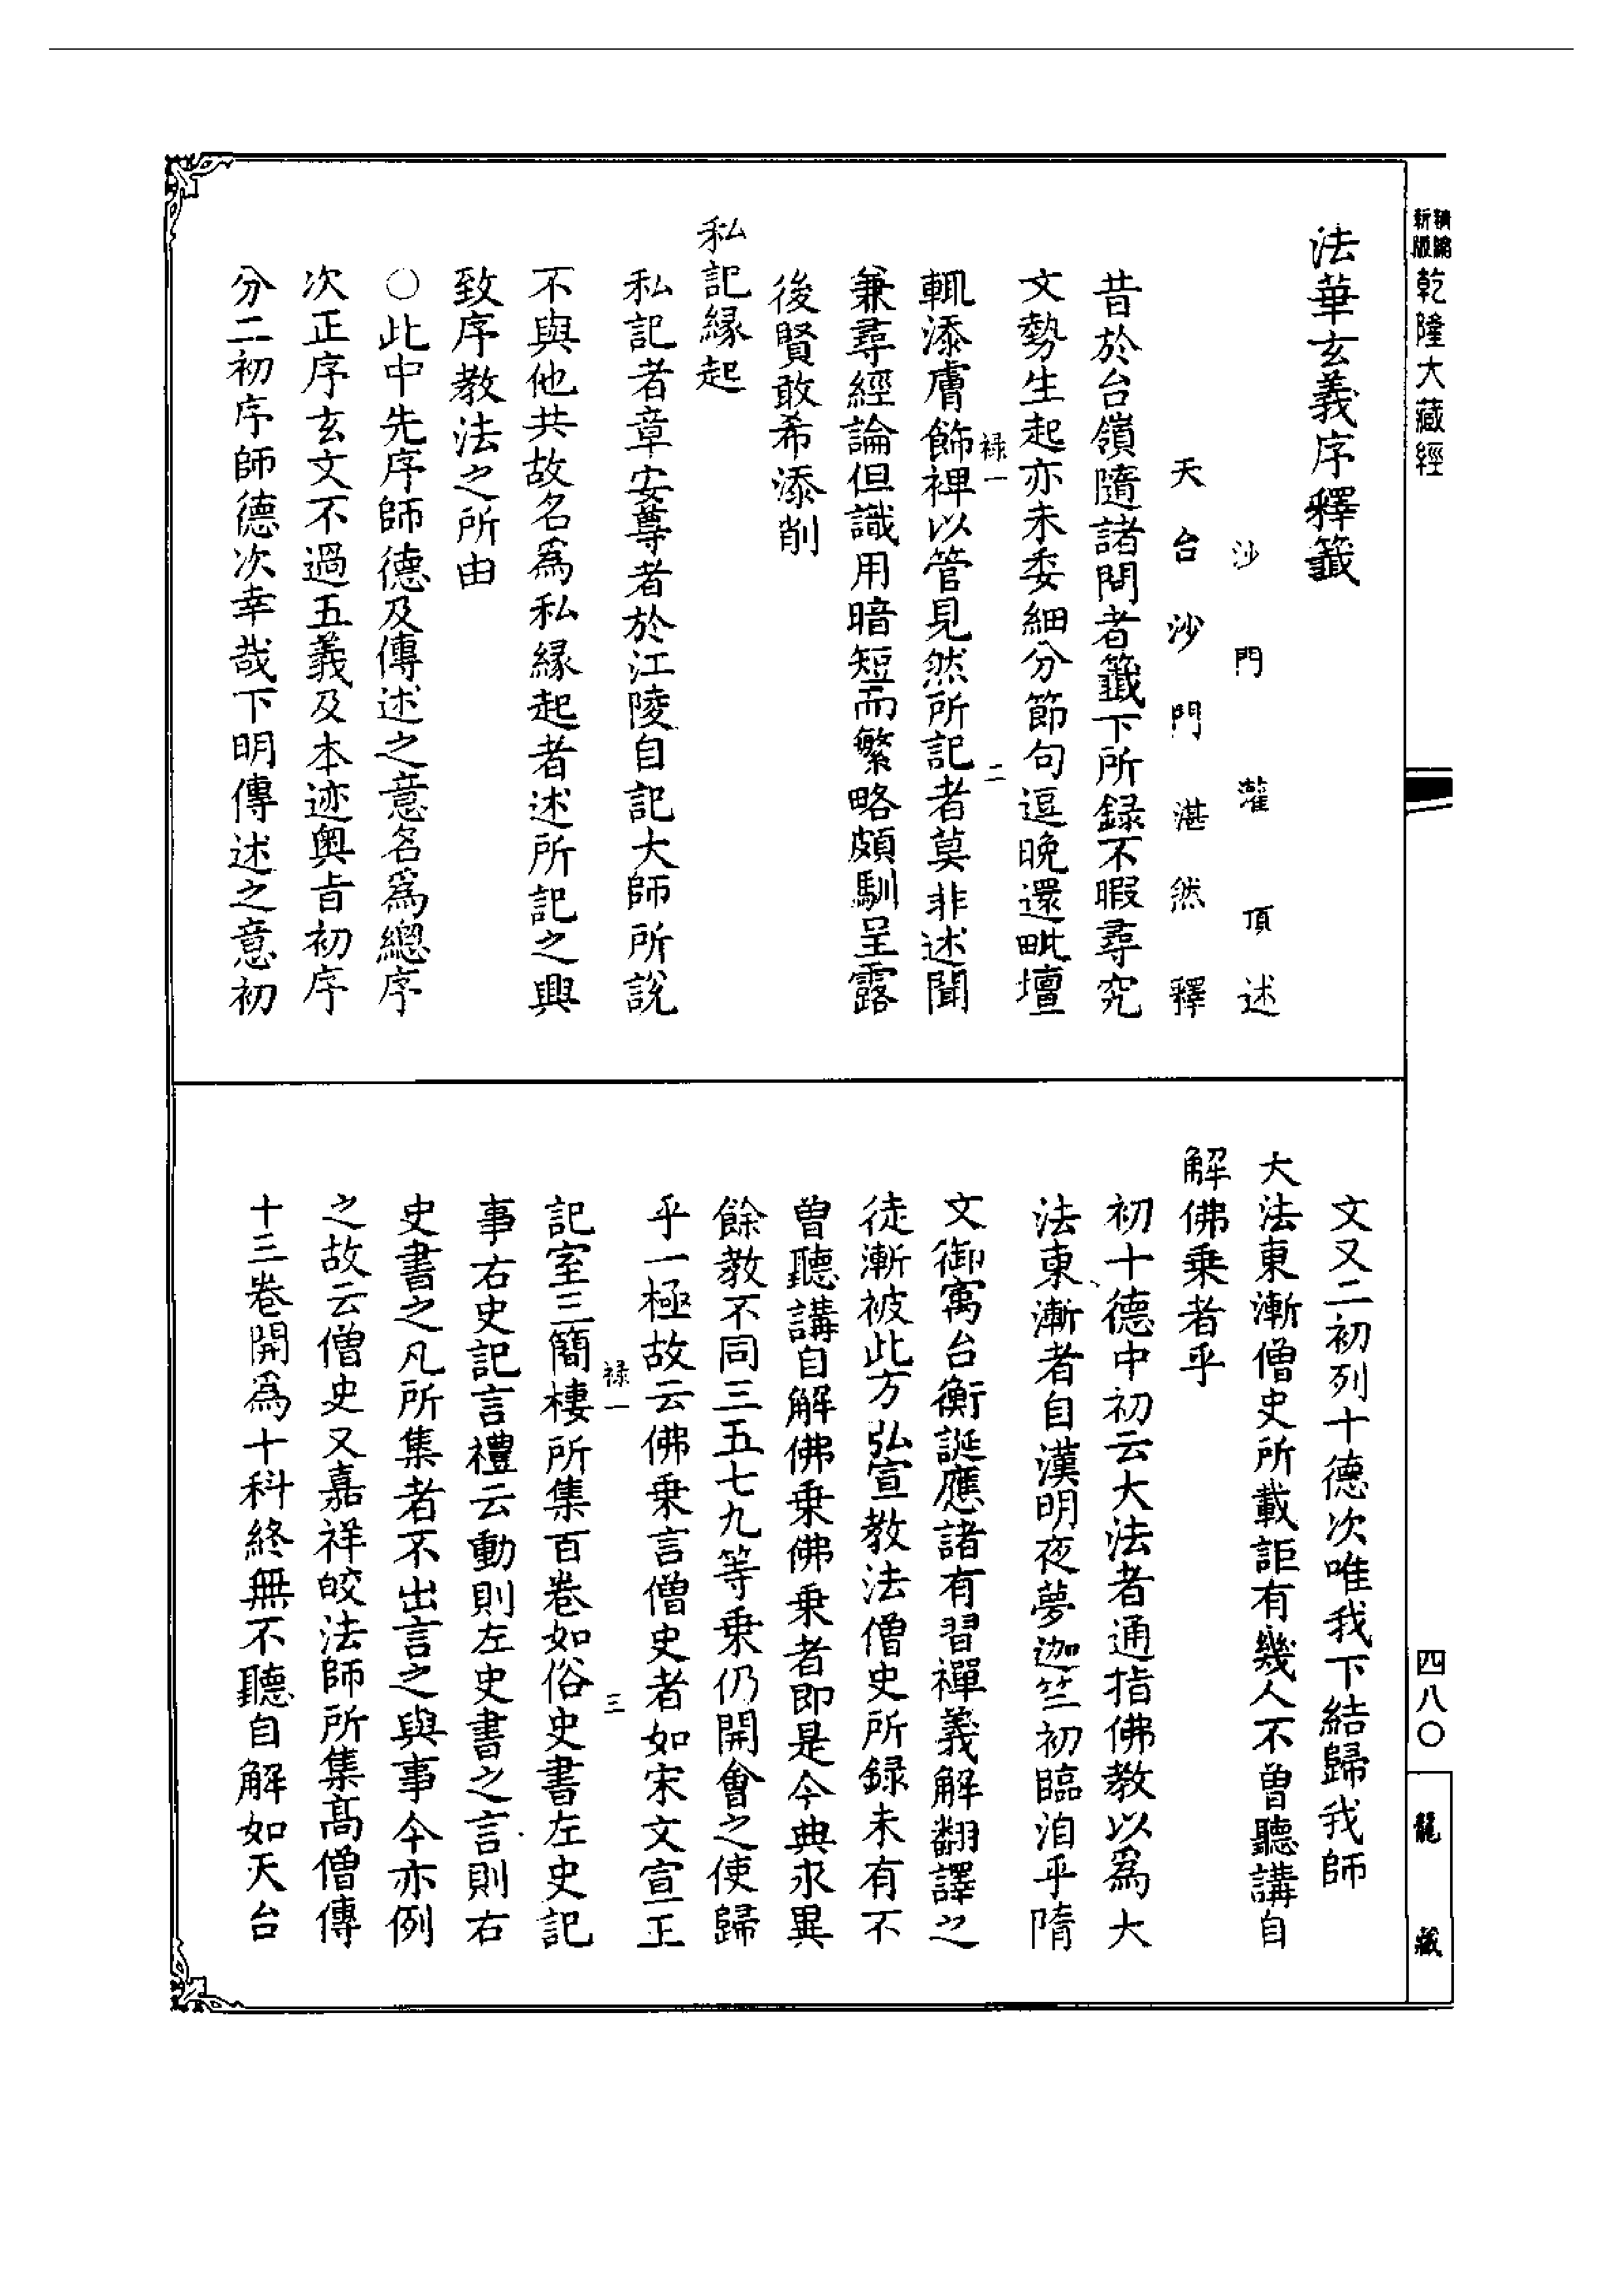 新編
新版
乾隆大藏經
法華玄義序釋籤
沙門灌頂述
天台沙門湛然釋
昔於台嶺隨諸問者籤下所録不暇尋究
文勢生起亦未委細分節句逗晚還毗壇
輒添膚飾裨以管見然所記者莫非述聞
兼尋經論但識用暗短而繁略頗馴呈露
後賢敢希添削
私記緣起
私記者章安尊者於江陵自記大師所說
不與他共故名爲私緣起者述所記之興
致序教法之所由
○此中先序師德及傳述之意名爲總序
次正序玄文不過五義及本迹奥旨初序
分二初序師德次幸哉下明傳述之意初
禄一
二
文又二初列十德次唯我下結歸我師
大法東漸僧史所載詎有幾人不曽聽講自
解佛乗者乎
初十德中初云大法者通指佛教以爲大
法東漸者自漢明夜夢迦竺初臨洎乎隋
文御寓台衡誕應諸有習禪義解翻譯之
徒漸被此方弘宣教法僧史所録未有不
曽聽講自解佛乗佛乗者即是今典求異
餘教不同三五七九等乗仍開會之使歸
乎一極故云佛乗言僧史者如宋文宣王
記室三簡棲所集百卷如俗史書左史記
事右史記言禮云動則左史書之言則右
史書之凡所集者不出言之與事今亦例
之故云僧史又嘉祥皎法師所集髙僧傳
十三卷開爲十科終無不聽自解如天台
禄一
三
四八〇
龍藏